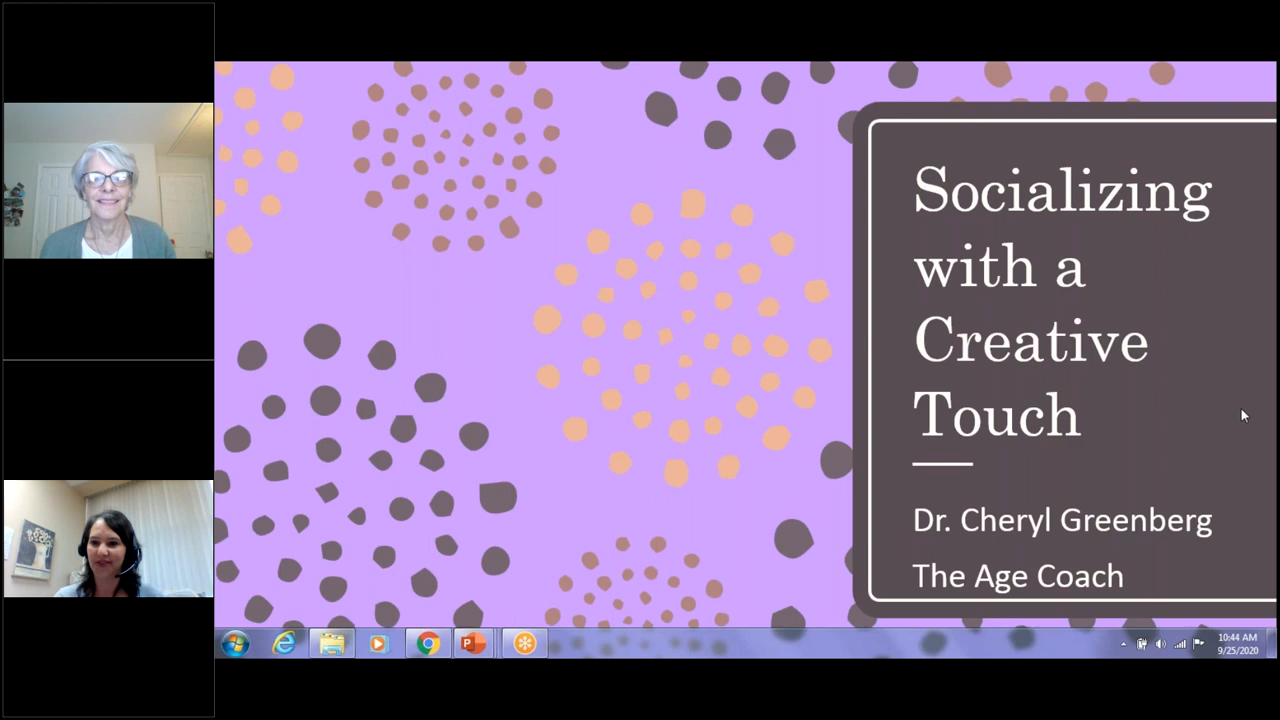 Socializing
with a
Creative
Touch
Dr. Cheryl Greenberg
The Age Coach
10:44 AM
9/25/2020